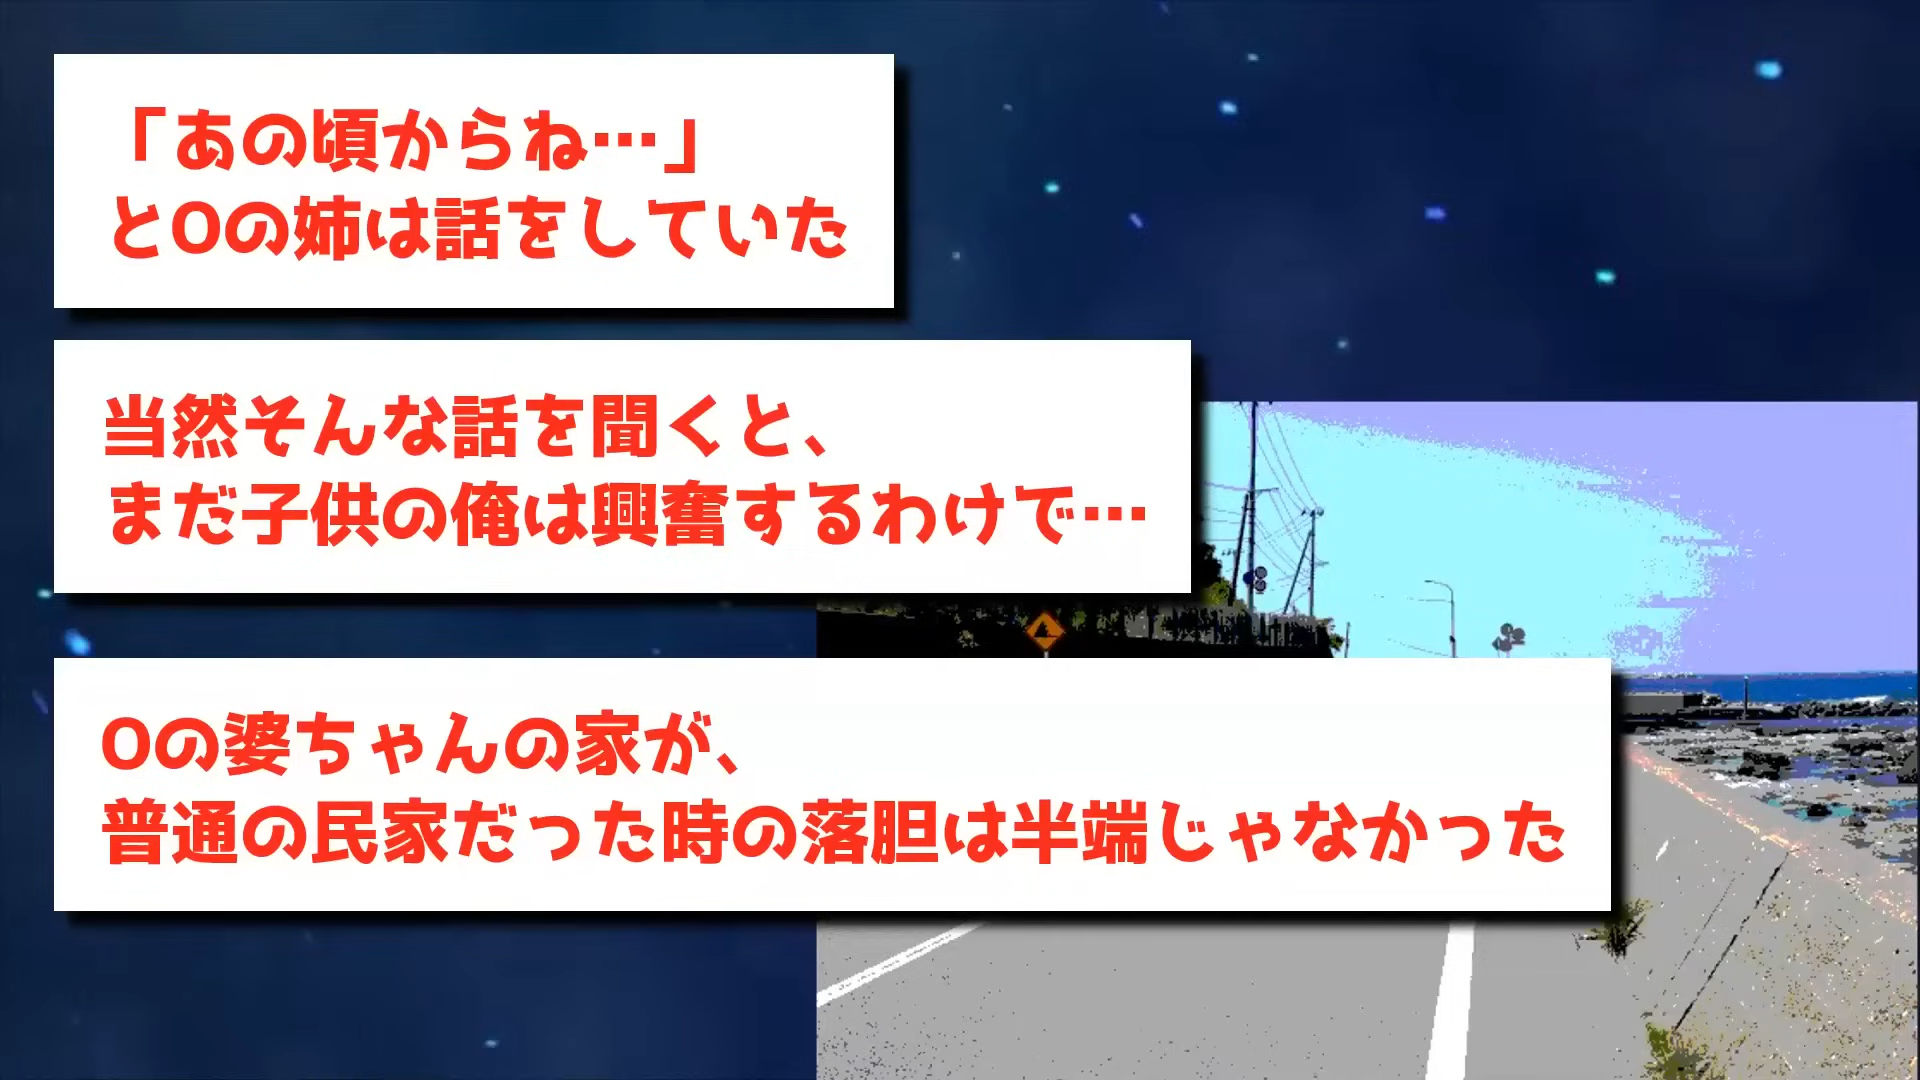 「あの頃からね…」
とOの姉は話をしていた
当然そんな話を聞くと、
まだ子供の俺は興奮するわけで…
Oの婆ちゃんの家が、
普通の民家だった時の落胆は半端じゃなかった